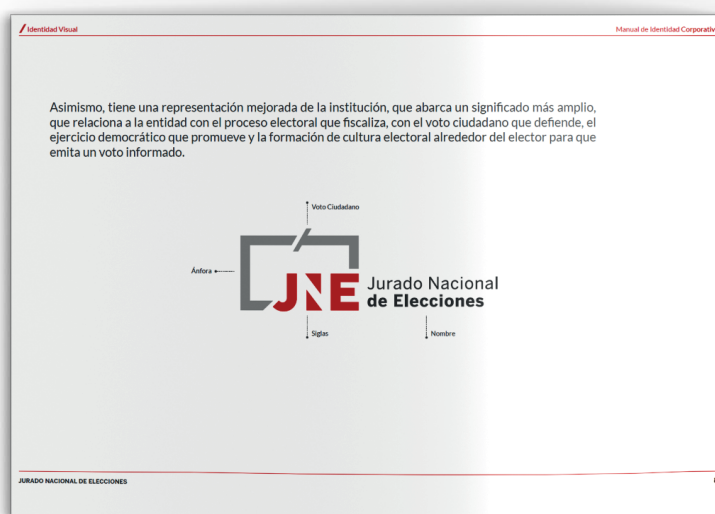 Identidad Visual
Manual de Identidad Corporativ
Asimismo, tiene una representación mejorada de la institución, que abarca un significado más amplio,
que relaciona a la entidad con el proceso electoral que fiscaliza, con el voto ciudadano que defiende, el
ejercicio democrático que promueve y la formación de cultura electoral alrededor del elector para que
emita un voto informado.
Voto Ciudadano
Ánfora
JNE
Jurado Nacional
de Elecciones
Siglas
Nombre
JURADO NACIONAL DE ELECCIONES